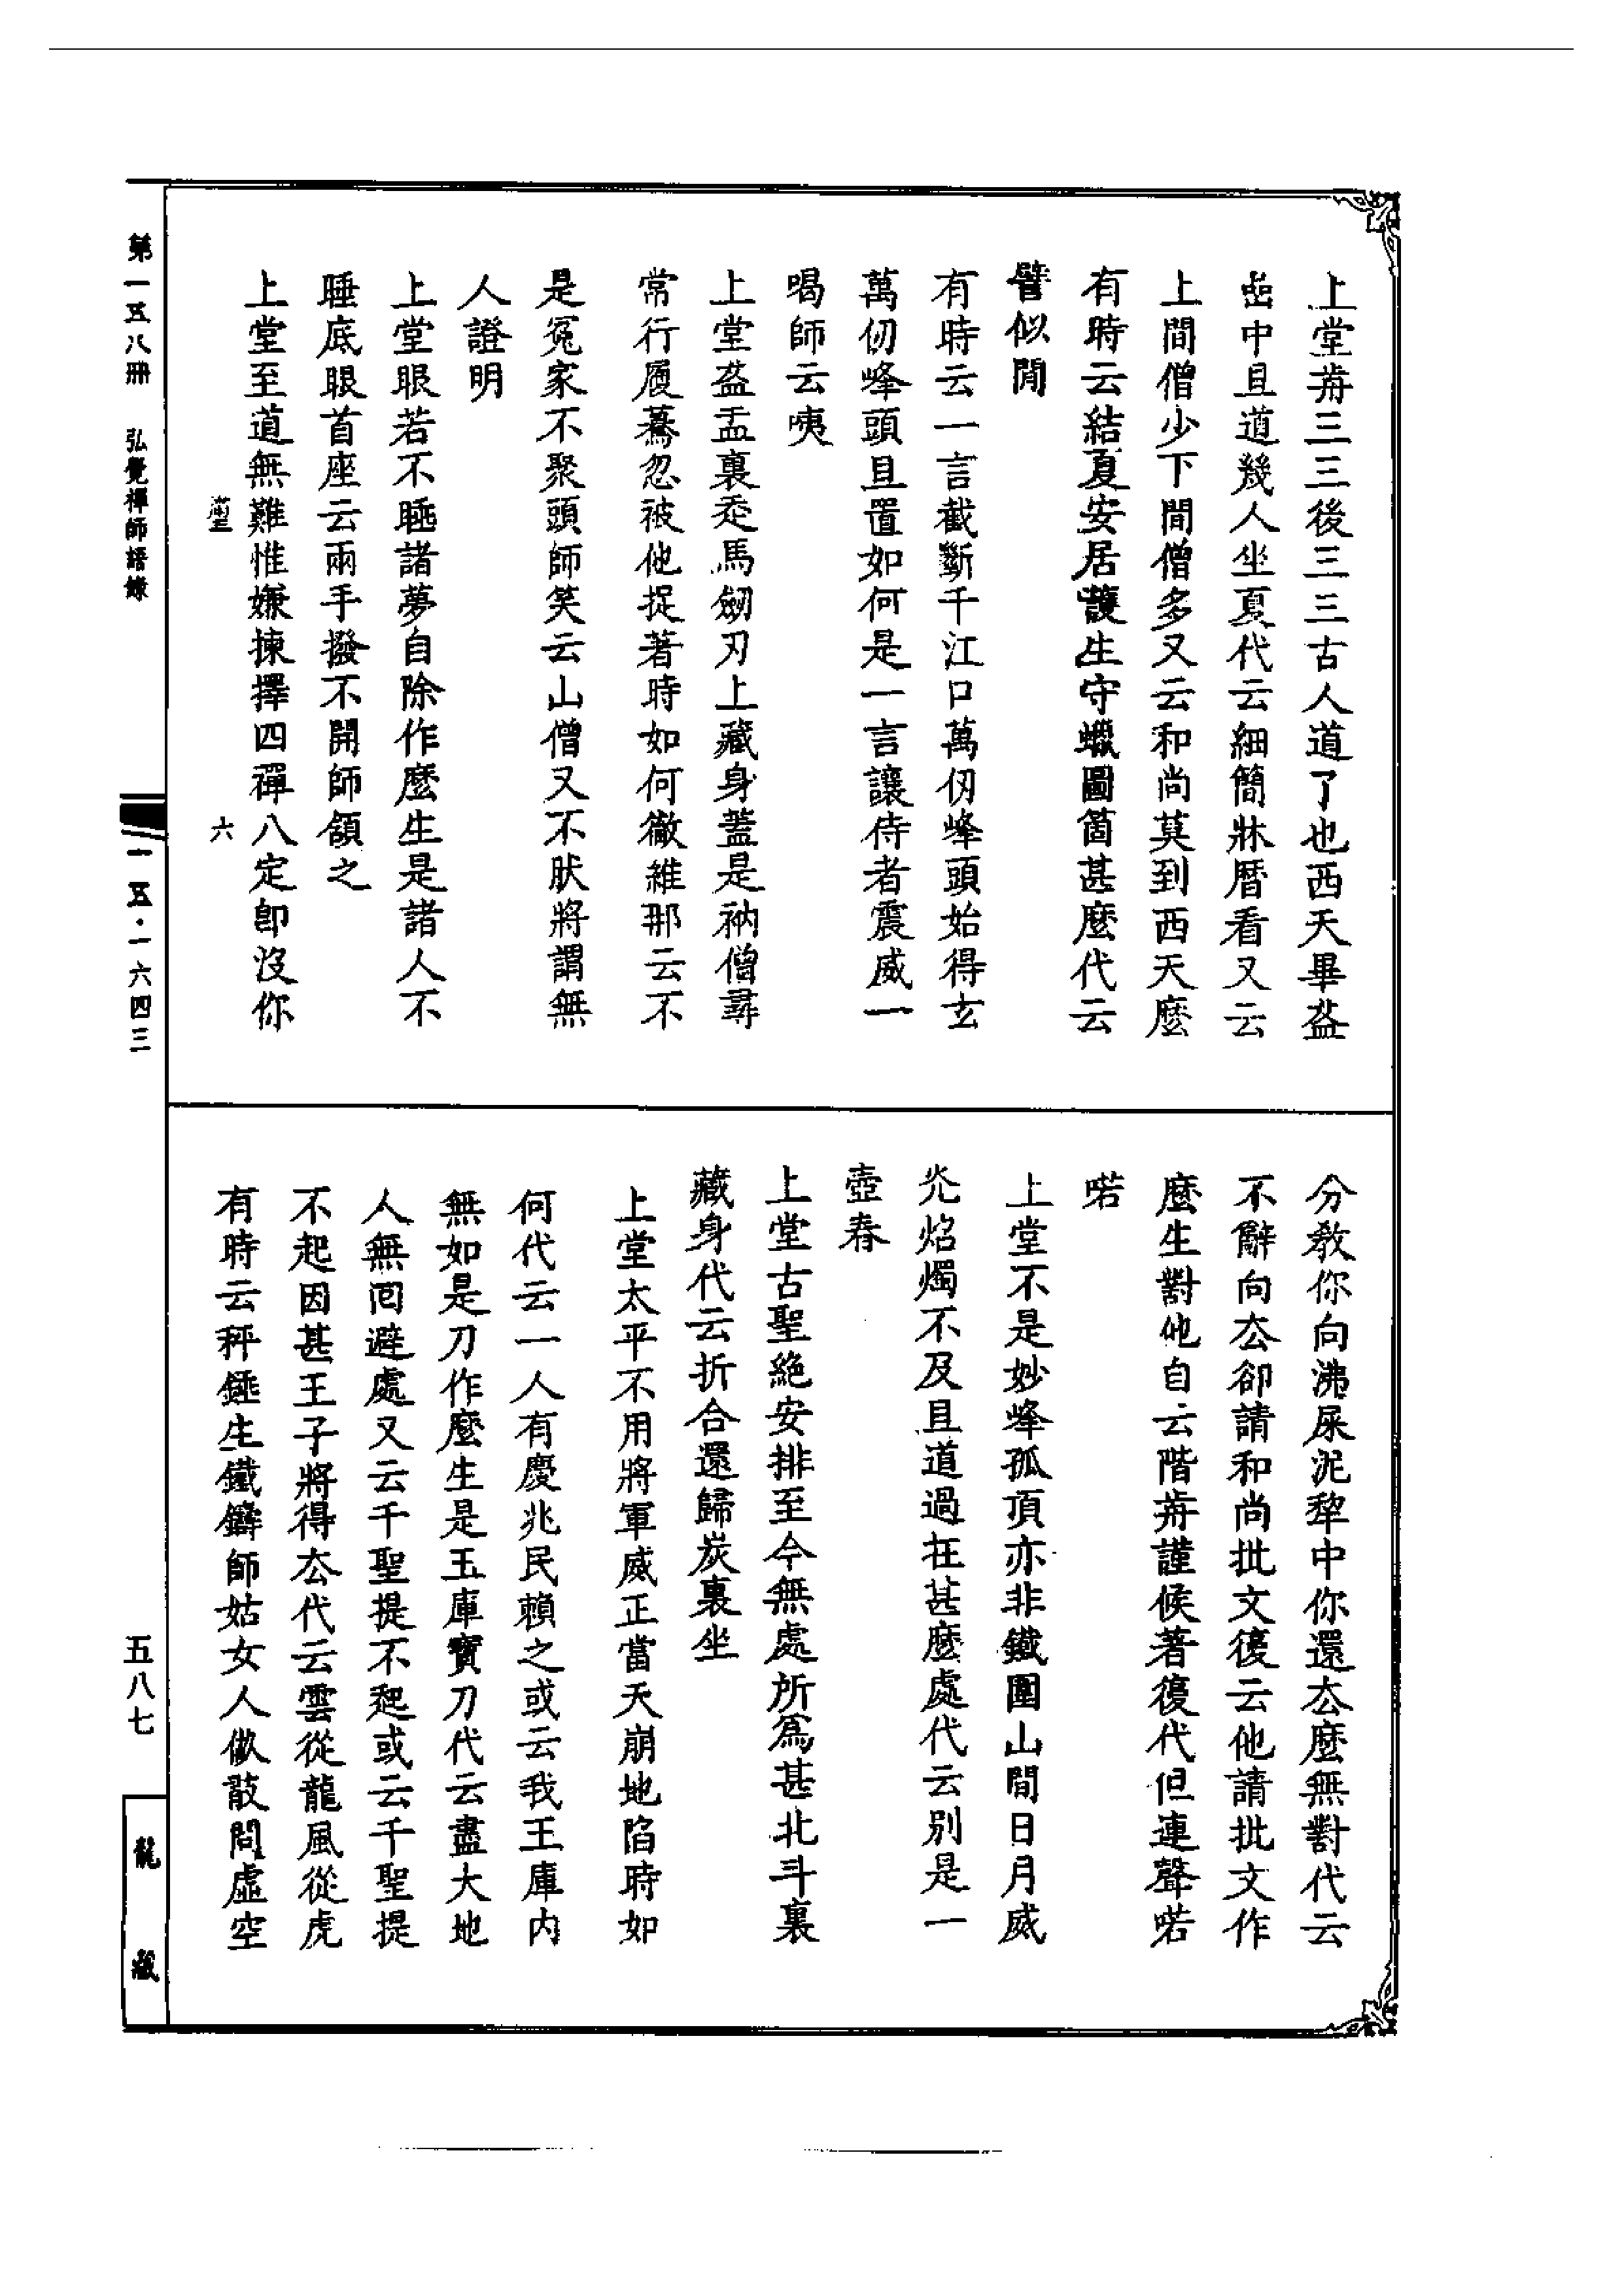 上堂歬三三後三三古人道了也西天畢盋
嵒中且道幾人坐夏代云細簡牀曆看又云
上間僧少下間僧多又云和尚莫到西天麼
有時云結夏安居護生守蠟圖箇甚麼代云
譬似閒
有時云一言截斷千江口萬仞峰頭始得玄
萬仞峰頭且置如何是一言讓侍者震威一
喝師云咦
上堂盋盂裏走馬劒刃上藏身蓋是衲僧尋
常行履驀忽被他捉著時如何徹維那云不
是冤家不聚頭師笑云山僧又不肰將謂無
人證明
上堂眼若不睡諸夢自除作麼生是諸人不
睡底眼首座云兩手撥不開師頷之
上堂至道無難惟嫌揀擇四禪八定卽沒你
分教你向沸屎泥犂中你還厺麼無對代云
不辭向厺卻請和尚批文復云他請批文作
麼生對他自云階歬謹候著復代但連聲喏
喏
上堂不是妙峰孤頂亦非鐵圍山間日月威
灮焰燭不及且道過在甚麼處代云別是一
壺春
上堂古聖絶安排至今無處所爲甚北斗裏
藏身代云折合還歸炭裏坐
上堂太平不用將軍威正當天崩地陷時如
何代云一人有慶兆民賴之或云我王庫内
無如是刀作麼生是王庫寶刀代云盡大地
人無囘避處又云千聖提不起或云千聖提
不起因甚王子將得厺代云雲從龍風從虎
有時云秤錘生鐵鑄師姑女人做敲問虛空
第一五八冊 弘覺禪師語錄
六
一五·一六四三
五八七
龍藏